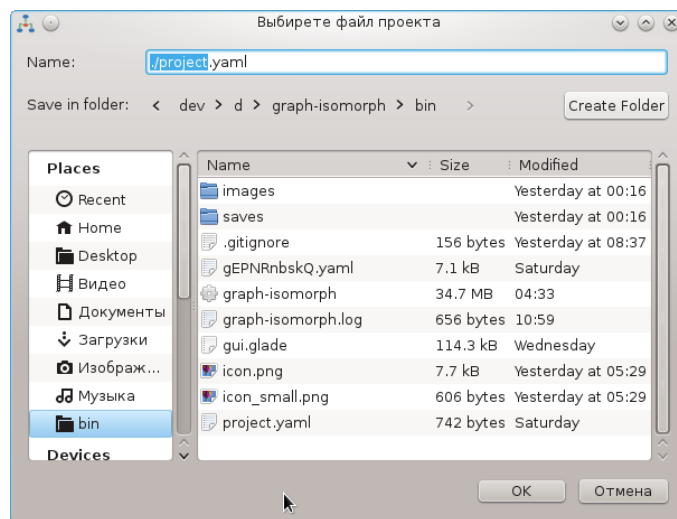 Выбирете файл проекта
Name: ./project.yaml
Save in folder: < dev > d > graph-isomorph > bin > Create Folder
Places
Recent
Home
Desktop
Видео
Документы
Загрузки
Изображ...
Музыка
bin
Devices
Name Size Modified
images Yesterday at 00:16
saves Yesterday at 00:16
.gitignore 156 bytes Yesterday at 08:37
gEPNRnbskQ.yaml 7.1 kB Saturday
graph-isomorph 34.7 MB 04:33
graph-isomorph.log 656 bytes 10:59
gui.glade 114.3 kB Wednesday
icon.png 7.7 kB Yesterday at 05:29
icon_small.png 606 bytes Yesterday at 05:29
project.yaml 742 bytes Saturday
OK Отмена